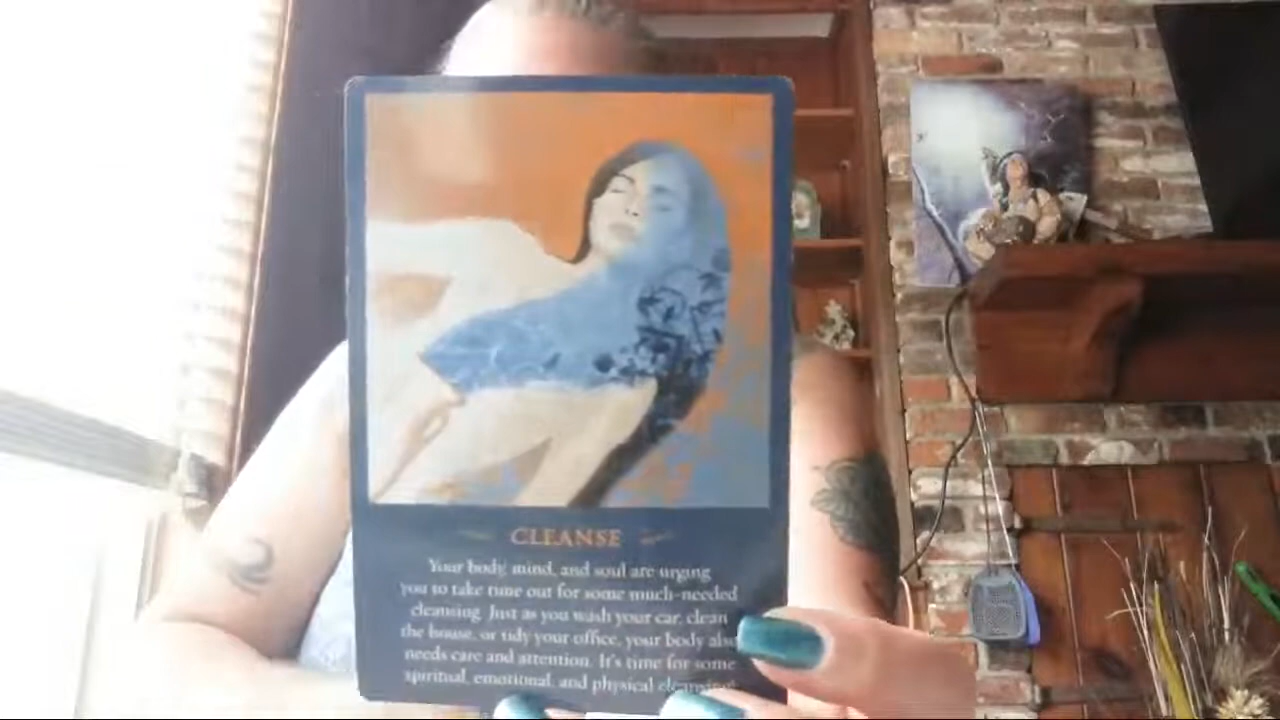 CLEANSE
Your body, mind, and soul are urging
you to take time out for some much-needed
cleansing. Just as you wash your car, clean
the house, or tidy your office, your body also
needs care and attention. It's time for some
spiritual, emotional, and physical cleansing!